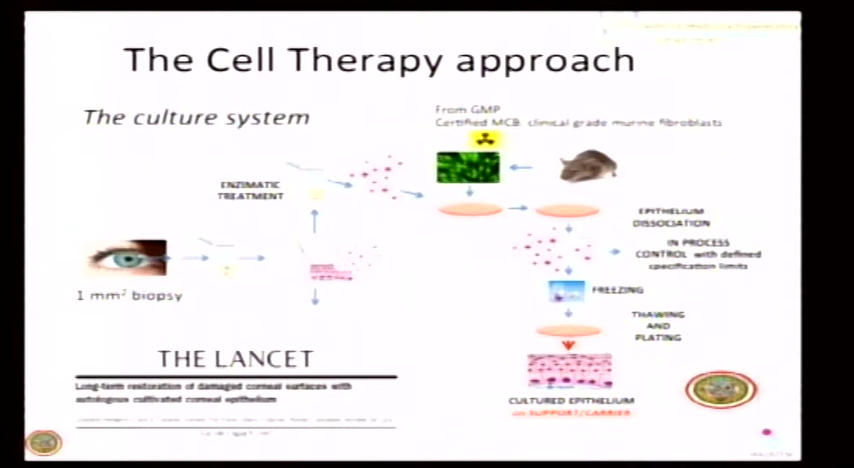 The Cell Therapy approach
The culture system
From GMP
Certified MCB. clinical grade murine fibroblasts
ENZIMATIC
TREATMENT
EPITHELIUM
DISSOCIATION
IN PROCESS
CONTROL with defined
specification limits
1 mm² biopsy
FREEZING
THAWING
AND
PLATING
THE LANCET
Long-term restoration of damaged corneal surfaces with
autologous cultivated corneal epithelium
CULTURED EPITHELIUM
on SUPPORT/CARRIER